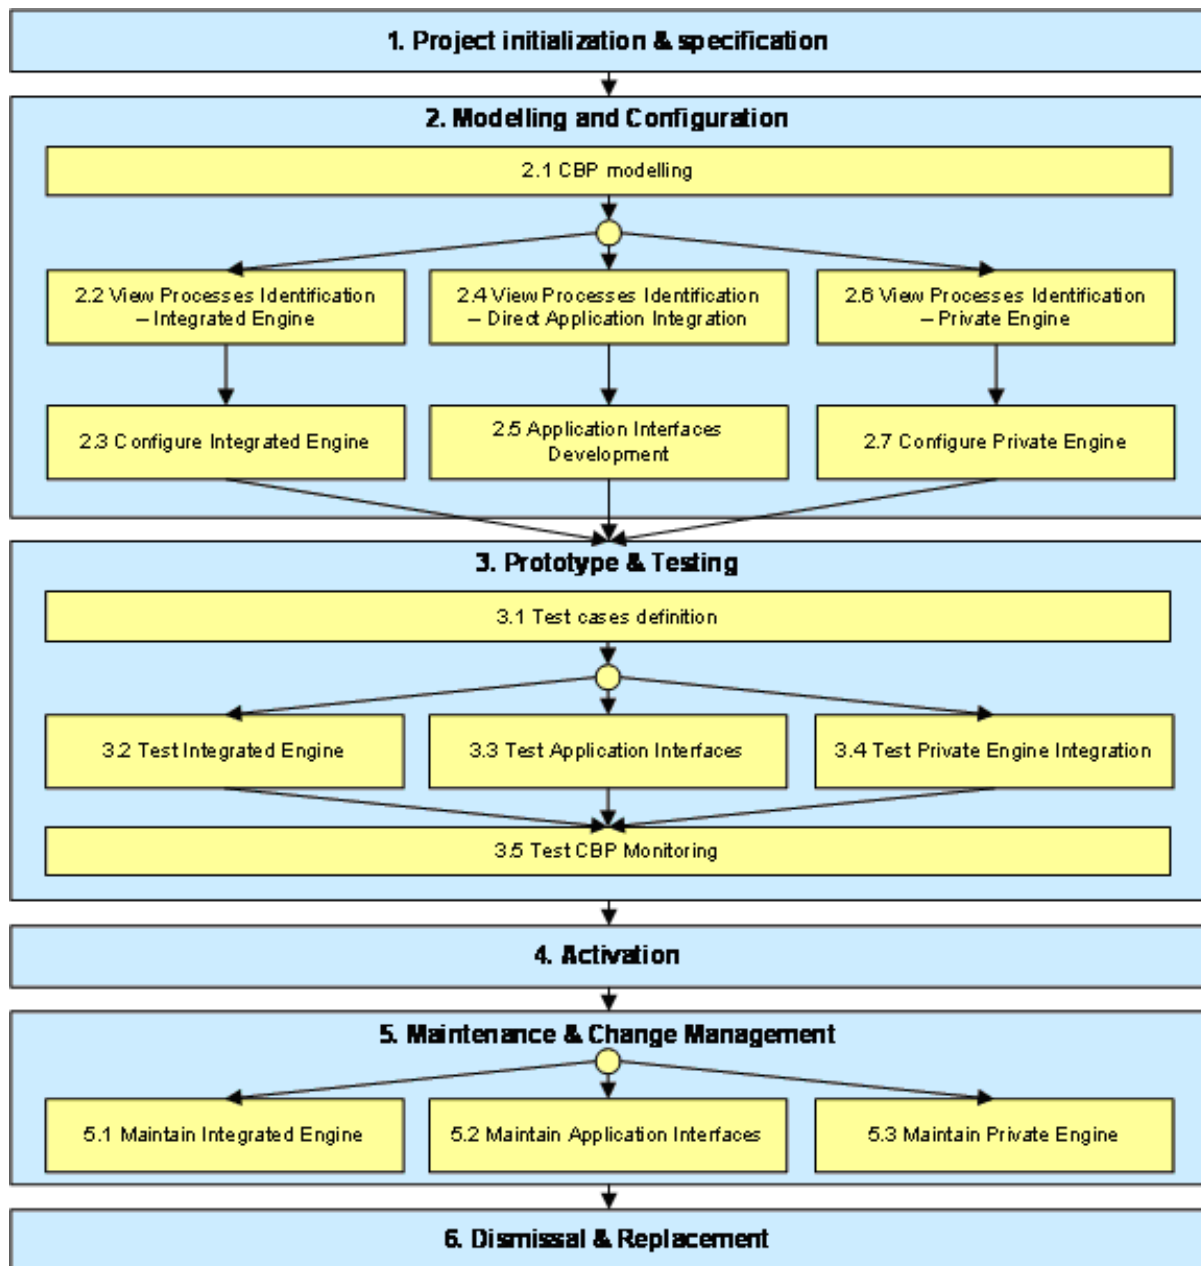 1. Project initialization & specification
2. Modelling and Configuration
2.1 CBP modelling
2.2 View Processes Identification
– Integrated Engine
2.4 View Processes Identification
– Direct Application Integration
2.6 View Processes Identification
– Private Engine
2.3 Configure Integrated Engine
2.5 Application Interfaces
Development
2.7 Configure Private Engine
3. Prototype & Testing
3.1 Test cases definition
3.2 Test Integrated Engine
3.3 Test Application Interfaces
3.4 Test Private Engine Integration
3.5 Test CBP Monitoring
4. Activation
5. Maintenance & Change Management
5.1 Maintain Integrated Engine
5.2 Maintain Application Interfaces
5.3 Maintain Private Engine
6. Dismissal & Replacement